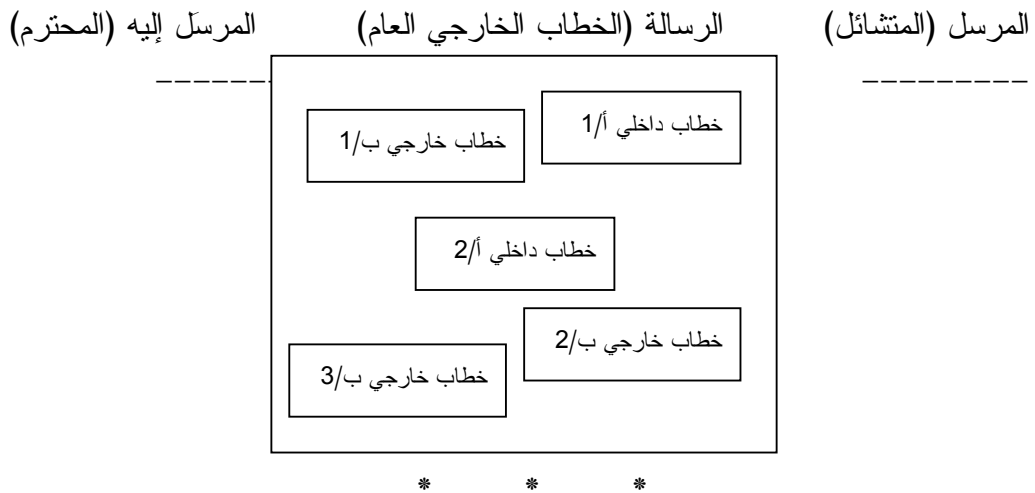 المرسل (المتشائل) الرسالة (الخطاب الخارجي العام) المرسَل إليه (المحترم)
خطاب داخلي أ/1
خطاب خارجي ب/1
خطاب داخلي أ/2
خطاب خارجي ب/2
خطاب خارجي ب/3
* * *